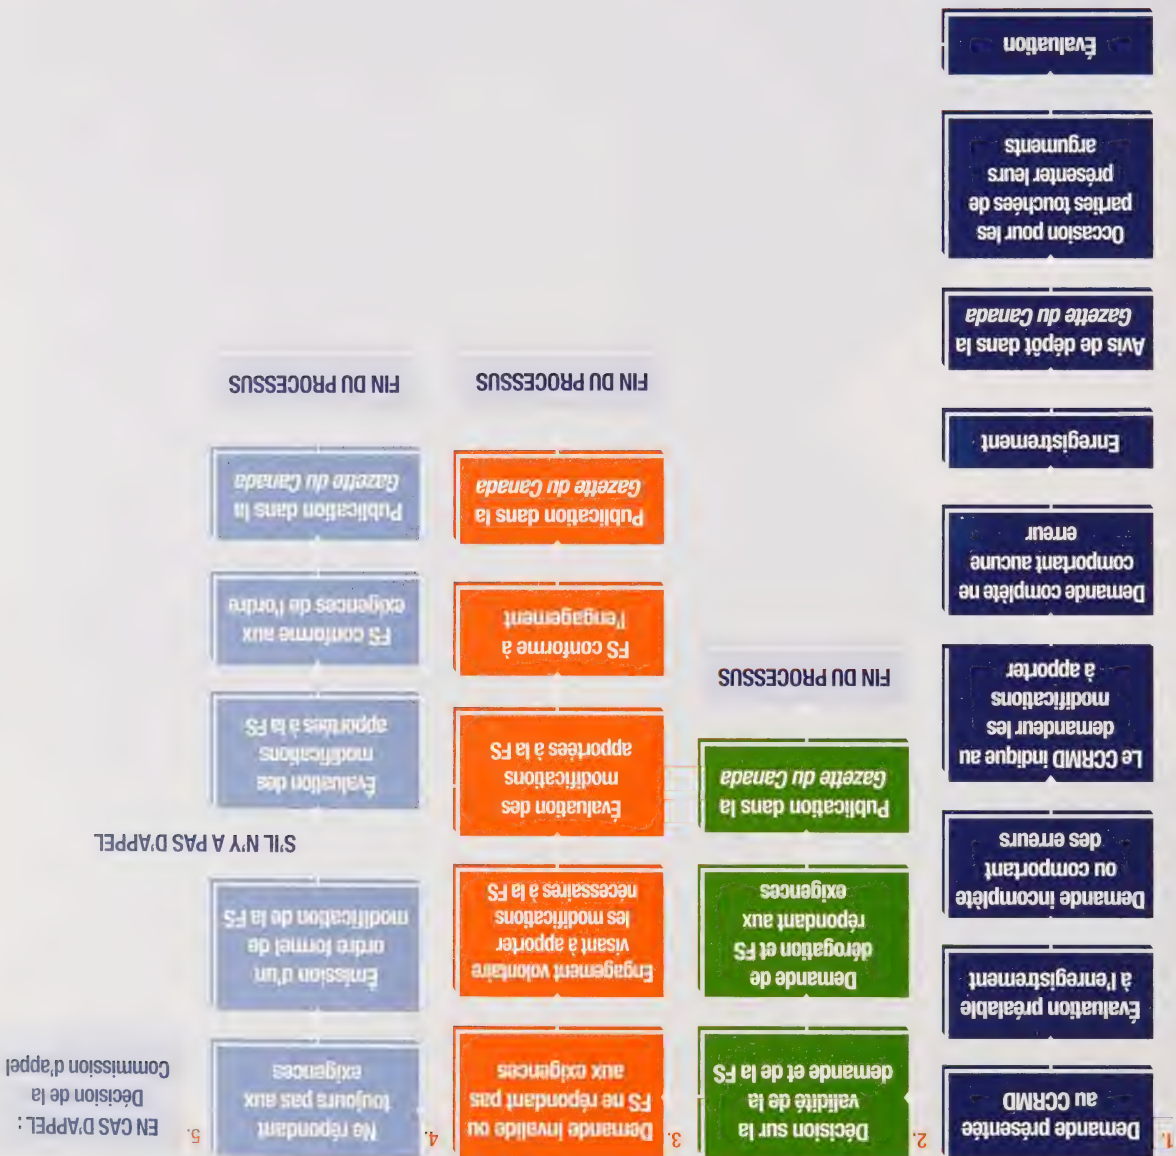 1.
Demande présentée
au CCRMD
Évaluation préalable
à l'enregistrement
Demande incomplète
ou comportant
des erreurs
Le CCRMD indique au
demandeur les
modifications
à apporter
Demande complète ne
comportant aucune
erreur
Enregistrement
Avis de dépôt dans la
Gazette du Canada
Occasion pour les
parties touchées de
présenter leurs
arguments
Évaluation
2.
Décision sur la
validité de la
demande et de la FS
Demande de
dérogation et FS
répondant aux
exigences
Publication dans la
Gazette du Canada
FIN DU PROCESSUS
3.
Demande invalide ou
FS ne répondant pas
aux exigences
Engagement volontaire
visant à apporter
les modifications
nécessaires à la FS
Évaluation des
modifications
apportées à la FS
FS conforme à
l'engagement
Publication dans la
Gazette du Canada
FIN DU PROCESSUS
4.
Ne répondant
toujours pas aux
exigences
Émission d'un
ordre formel de
modification de la FS
S'IL N'Y A PAS D'APPEL
Évaluation des
modifications
apportées à la FS
FS conforme aux
exigences de l'ordre
Publication dans la
Gazette du Canada
FIN DU PROCESSUS
5.
EN CAS D'APPEL :
Décision de la
Commission d'appel